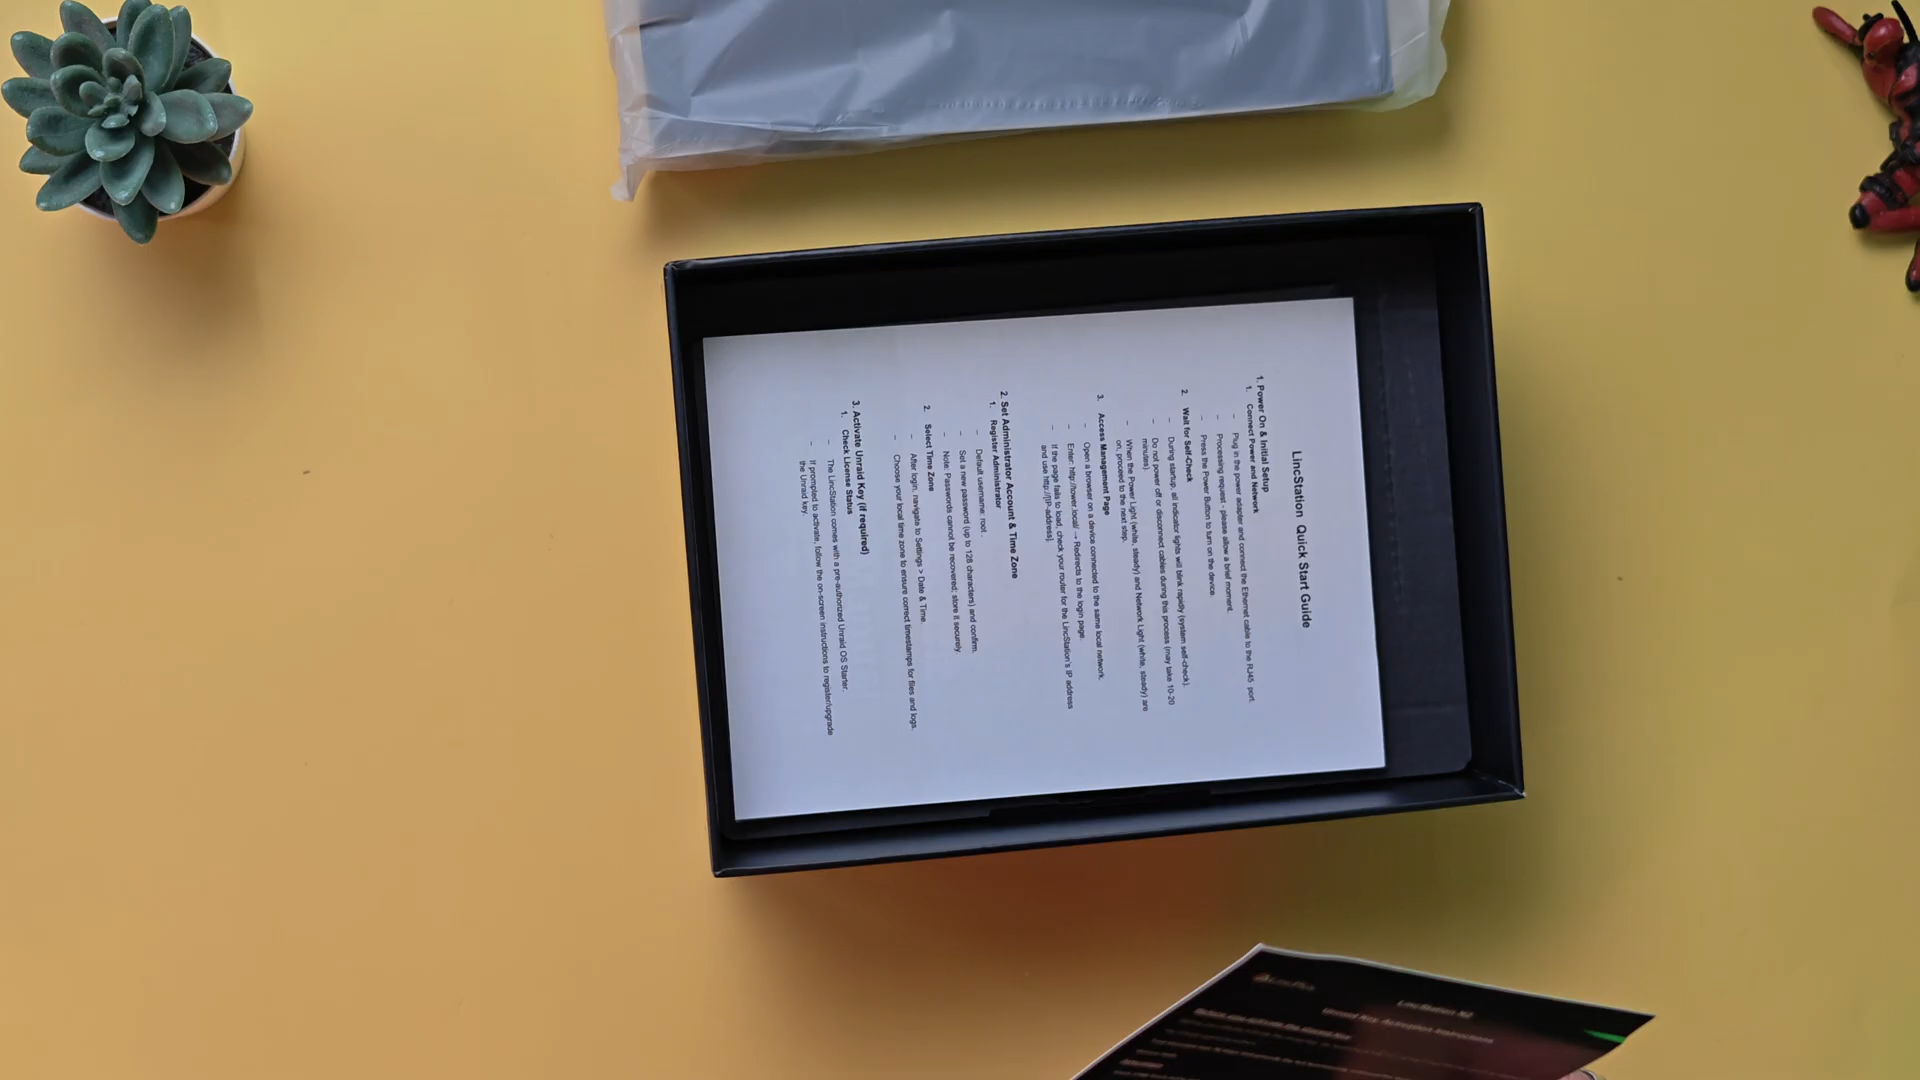 LincStation Quick Start Guide
1. Power On & Initial Setup
1. Connect Power and Network
– Plug in the power adapter and connect the Ethernet cable to the RJ45 port.
– Processing request - please allow a brief moment.
– Press the Power Button to turn on the device.
2. Wait for Self-Check
– During startup, all indicator lights will blink rapidly (system self-check).
– Do not power off or disconnect cables during this process (may take 10-20
minutes).
– When the Power Light (white, steady) and Network Light (white, steady) are
on, proceed to the next step.
3. Access Management Page
– Open a browser on a device connected to the same local network.
– Enter: http://tower.local/ → Redirects to the login page.
– If the page fails to load, check your router for the LincStation's IP address
and use http://[IP-address].
2. Set Administrator Account & Time Zone
1. Register Administrator
– Default username: root .
– Set a new password (up to 128 characters) and confirm.
– Note: Passwords cannot be recovered; store it securely
2. Select Time Zone
– After login, navigate to Settings > Date & Time.
– Choose your local time zone to ensure correct timestamps for files and logs.
3. Activate Unraid Key (if required)
1. Check License Status
– The LincStation comes with a pre-authorized Unraid OS Starter.
– If prompted to activate, follow the on-screen instructions to register/upgrade
the Unraid key.
LincPlus
LincStation N2
Unraid Key Activation Instructions